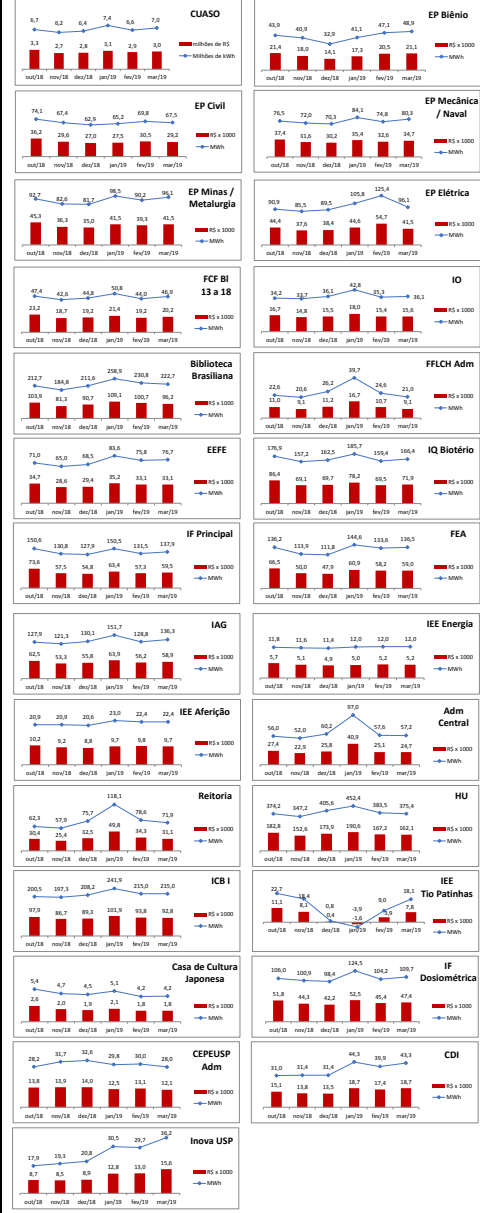 CUASO
6,7 6,2 6,4 7,4 6,6 7,0
3,3 2,7 2,8 3,1 2,9 3,0
milhões de R$
Milhões de kWh
out/18 nov/18 dez/18 jan/19 fev/19 mar/19
EP Biênio
43,9 40,9 32,9 41,1 47,1 48,9
21,4 18,0 14,1 17,3 20,5 21,1
R$ x 1000
MWh
out/18 nov/18 dez/18 jan/19 fev/19 mar/19
EP Civil
74,1 67,4 62,9 65,2 69,8 67,5
36,2 29,6 27,0 27,5 30,5 29,2
R$ x 1000
MWh
out/18 nov/18 dez/18 jan/19 fev/19 mar/19
EP Mecânica
/ Naval
76,5 72,0 70,3 84,1 74,8 80,3
37,4 31,6 30,2 35,4 32,6 34,7
R$ x 1000
MWh
out/18 nov/18 dez/18 jan/19 fev/19 mar/19
EP Minas /
Metalurgia
92,7 82,6 81,7 98,5 90,2 96,1
45,3 36,3 35,0 41,5 39,3 41,5
R$ x 1000
MWh
out/18 nov/18 dez/18 jan/19 fev/19 mar/19
EP Elétrica
90,9 85,5 89,5 105,8 125,4 96,1
44,4 37,6 38,4 44,6 54,7 41,5
R$ x 1000
MWh
out/18 nov/18 dez/18 jan/19 fev/19 mar/19
FCF Bl
13 a 18
47,4 42,6 44,8 50,8 44,0 46,9
23,2 18,7 19,2 21,4 19,2 20,2
R$ x 1000
MWh
out/18 nov/18 dez/18 jan/19 fev/19 mar/19
IO
34,2 33,7 36,1 42,8 35,3 36,1
16,7 14,8 15,5 18,0 15,4 15,6
R$ x 1000
MWh
out/18 nov/18 dez/18 jan/19 fev/19 mar/19
Biblioteca
Brasiliana
212,7 184,8 211,6 258,9 230,8 222,7
103,9 81,3 90,7 109,1 100,7 96,2
R$ x 1000
MWh
out/18 nov/18 dez/18 jan/19 fev/19 mar/19
FFLCH Adm
22,6 20,6 26,2 39,7 24,6 21,0
11,0 9,1 11,2 16,7 10,7 9,1
R$ x 1000
MWh
out/18 nov/18 dez/18 jan/19 fev/19 mar/19
EEFE
71,0 65,0 68,5 83,6 75,8 76,7
34,7 28,6 29,4 35,2 33,1 33,1
R$ x 1000
MWh
out/18 nov/18 dez/18 jan/19 fev/19 mar/19
IQ Biotério
176,9 157,2 162,5 185,7 159,4 166,4
86,4 69,1 69,7 78,2 69,5 71,9
R$ x 1000
MWh
out/18 nov/18 dez/18 jan/19 fev/19 mar/19
IF Principal
150,6 130,8 127,9 150,5 131,5 137,9
73,6 57,5 54,8 63,4 57,3 59,5
R$ x 1000
MWh
out/18 nov/18 dez/18 jan/19 fev/19 mar/19
FEA
136,2 113,9 111,8 144,6 133,6 136,5
66,5 50,0 47,9 60,9 58,2 59,0
R$ x 1000
MWh
out/18 nov/18 dez/18 jan/19 fev/19 mar/19
IAG
127,9 121,3 130,1 151,7 128,8 136,3
62,5 53,3 55,8 63,9 56,2 58,9
R$ x 1000
MWh
out/18 nov/18 dez/18 jan/19 fev/19 mar/19
IEE Energia
11,8 11,6 11,4 12,0 12,0 12,0
5,7 5,1 4,9 5,0 5,2 5,2
R$ x 1000
MWh
out/18 nov/18 dez/18 jan/19 fev/19 mar/19
IEE Aferição
20,9 20,9 20,6 23,0 22,4 22,4
10,2 9,2 8,8 9,7 9,8 9,7
R$ x 1000
MWh
out/18 nov/18 dez/18 jan/19 fev/19 mar/19
Adm
Central
56,0 52,0 60,2 97,0 57,6 57,2
27,4 22,9 25,8 40,9 25,1 24,7
R$ x 1000
MWh
out/18 nov/18 dez/18 jan/19 fev/19 mar/19
Reitoria
62,3 57,9 75,7 118,1 78,6 71,9
30,4 25,4 32,5 49,8 34,3 31,1
R$ x 1000
MWh
out/18 nov/18 dez/18 jan/19 fev/19 mar/19
HU
374,2 347,2 405,6 452,4 383,5 375,4
182,8 152,6 173,9 190,6 167,2 162,1
R$ x 1000
MWh
out/18 nov/18 dez/18 jan/19 fev/19 mar/19
ICB I
200,5 197,3 208,2 241,9 215,0 215,0
97,9 86,7 89,3 101,9 93,8 92,8
R$ x 1000
MWh
out/18 nov/18 dez/18 jan/19 fev/19 mar/19
IEE
Tio Patinhas
22,7 18,4 0,8 -3,9 9,0 18,1
11,1 8,1 0,4 -1,6 3,9 7,8
R$ x 1000
MWh
out/18 nov/18 dez/18 jan/19 fev/19 mar/19
Casa de Cultura
Japonesa
5,4 4,7 4,5 5,1 4,2 4,2
2,6 2,0 1,9 2,1 1,8 1,8
R$ x 1000
MWh
out/18 nov/18 dez/18 jan/19 fev/19 mar/19
IF
Dosiométrica
106,0 100,9 98,4 124,5 104,2 109,7
51,8 44,3 42,2 52,5 45,4 47,4
R$ x 1000
MWh
out/18 nov/18 dez/18 jan/19 fev/19 mar/19
CEPEUSP
Adm
28,2 31,7 32,6 29,8 30,0 28,0
13,8 13,9 14,0 12,5 13,1 12,1
R$ x 1000
MWh
out/18 nov/18 dez/18 jan/19 fev/19 mar/19
CDI
31,0 31,4 31,4 44,3 39,9 43,3
15,1 13,8 13,5 18,7 17,4 18,7
R$ x 1000
MWh
out/18 nov/18 dez/18 jan/19 fev/19 mar/19
Inova USP
17,9 19,3 20,8 30,5 29,7 36,2
8,7 8,5 8,9 12,8 13,0 15,6
R$ x 1000
MWh
out/18 nov/18 dez/18 jan/19 fev/19 mar/19